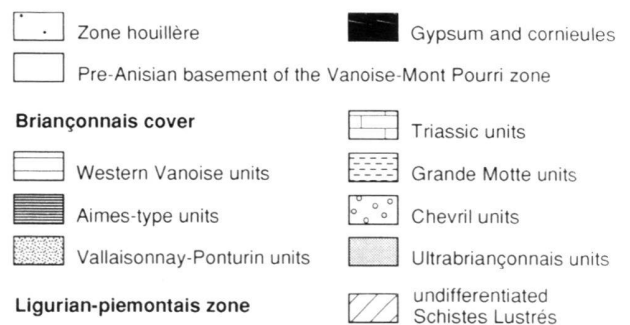 Zone houillère
Gypsum and cornieules
Pre-Anisian basement of the Vanoise-Mont Pourri zone
Briançonnais cover
Western Vanoise units
Aimes-type units
Vallaisonnay-Ponturin units
Triassic units
Grande Motte units
Chevril units
Ultrabriançonnais units
Ligurian-piemontais zone
undifferentiated
Schistes Lustrés